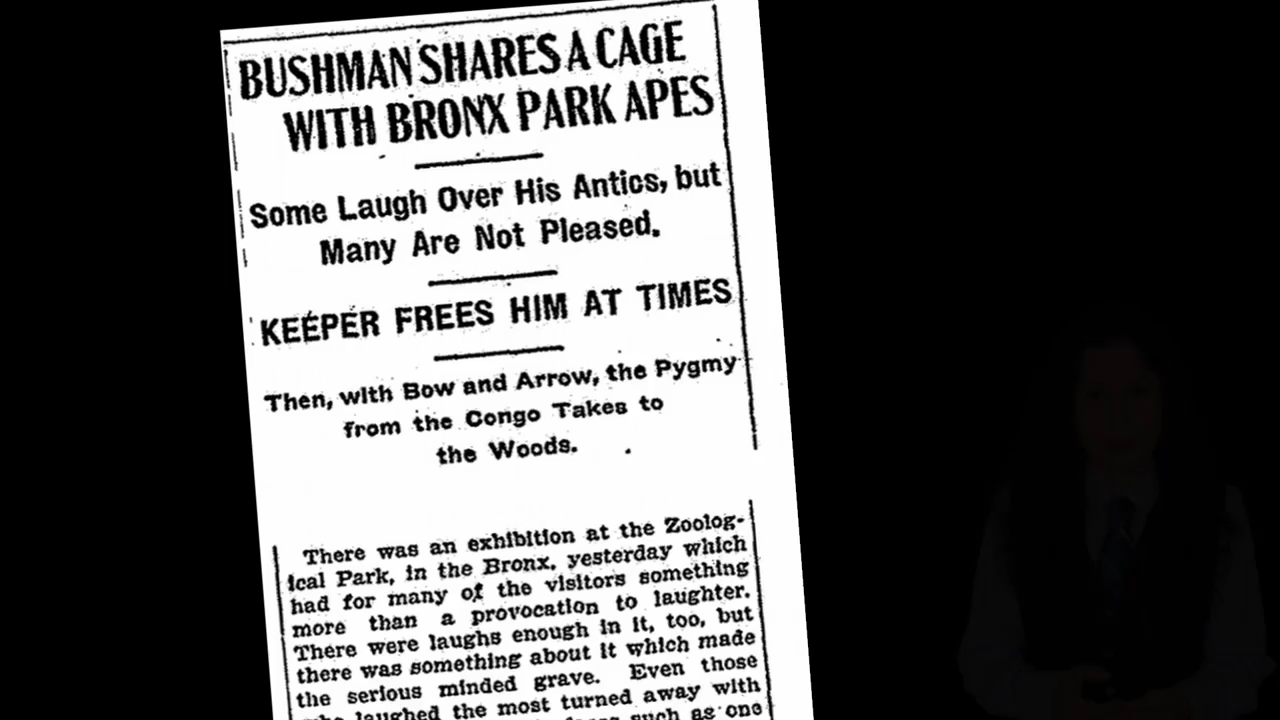 BUSHMAN SHARES A CAGE
WITH BRONX PARK APES
Some Laugh Over His Antics, but
Many Are Not Pleased.
KEEPER FREES HIM AT TIMES
Then, with Bow and Arrow, the Pygmy
from the Congo Takes to
the Woods.
There was an exhibition at the Zoolog-
ical Park, in the Bronx, yesterday which
had for many of the visitors something
more than a provocation to laughter.
There were laughs enough in it, too, but
there was something about it which made
the serious minded grave. Even those
who laughed the most turned away with
such as one